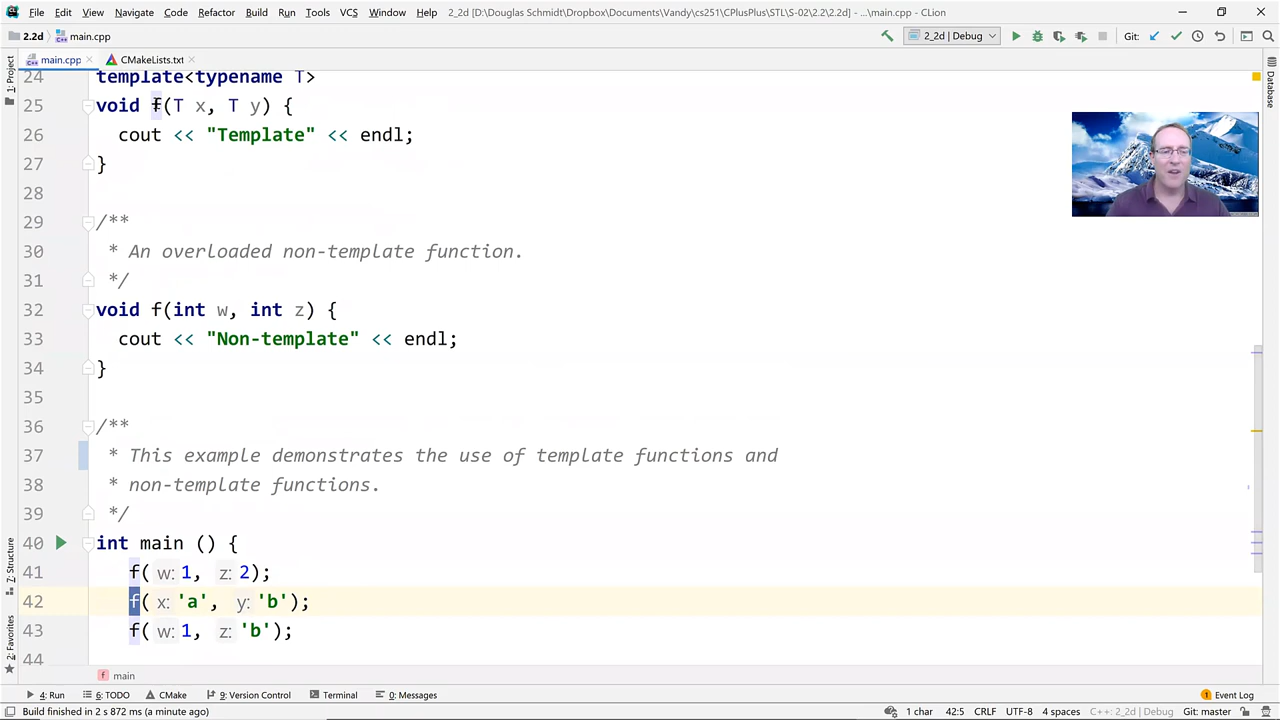 File Edit View Navigate Code Refactor Build Run Tools VCS Window Help 2_2d [D:\Douglas Schmidt\Dropbox\Documents\Vandy\cs251\CPlusPlus\STL\S-02\2.2\2.2d] - ...\main.cpp - CLion
2.2d main.cpp 2_2d | Debug Git:
main.cpp CMakeLists.txt
1: Project
Database
24 template<typename T>
25 void f(T x, T y) {
26 cout << "Template" << endl;
27 }
28
29 /**
30 * An overloaded non-template function.
31 */
32 void f(int w, int z) {
33 cout << "Non-template" << endl;
34 }
35
36 /**
37 * This example demonstrates the use of template functions and
38 * non-template functions.
39 */
40 int main () {
41 f( w: 1, z: 2);
42 f( x: 'a', y: 'b');
43 f( w: 1, z: 'b');
44
7: Structure
2: Favorites
f main
4: Run 6: TODO CMake 9: Version Control Terminal 0: Messages 1 Event Log
Build finished in 2 s 872 ms (a minute ago) 1 char 42:5 CRLF UTF-8 4 spaces C++: 2_2d | Debug Git: master